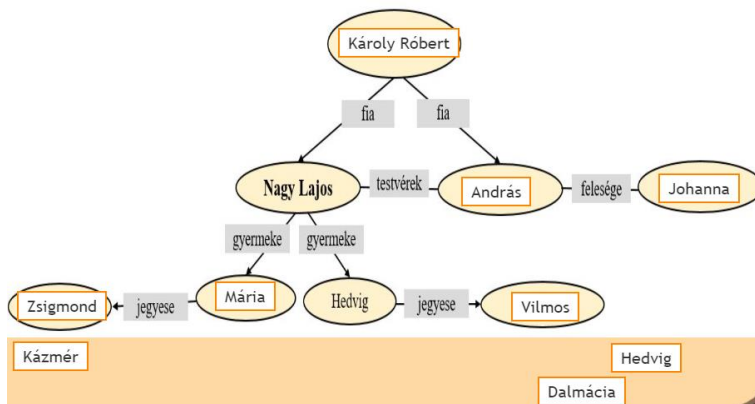 Károly Róbert
fia
fia
Nagy Lajos
testvérek
András
felesége
Johanna
gyermeke
gyermeke
Zsigmond
jegyese
Mária
Hedvig
jegyese
Vilmos
Kázmér
Hedvig
Dalmácia